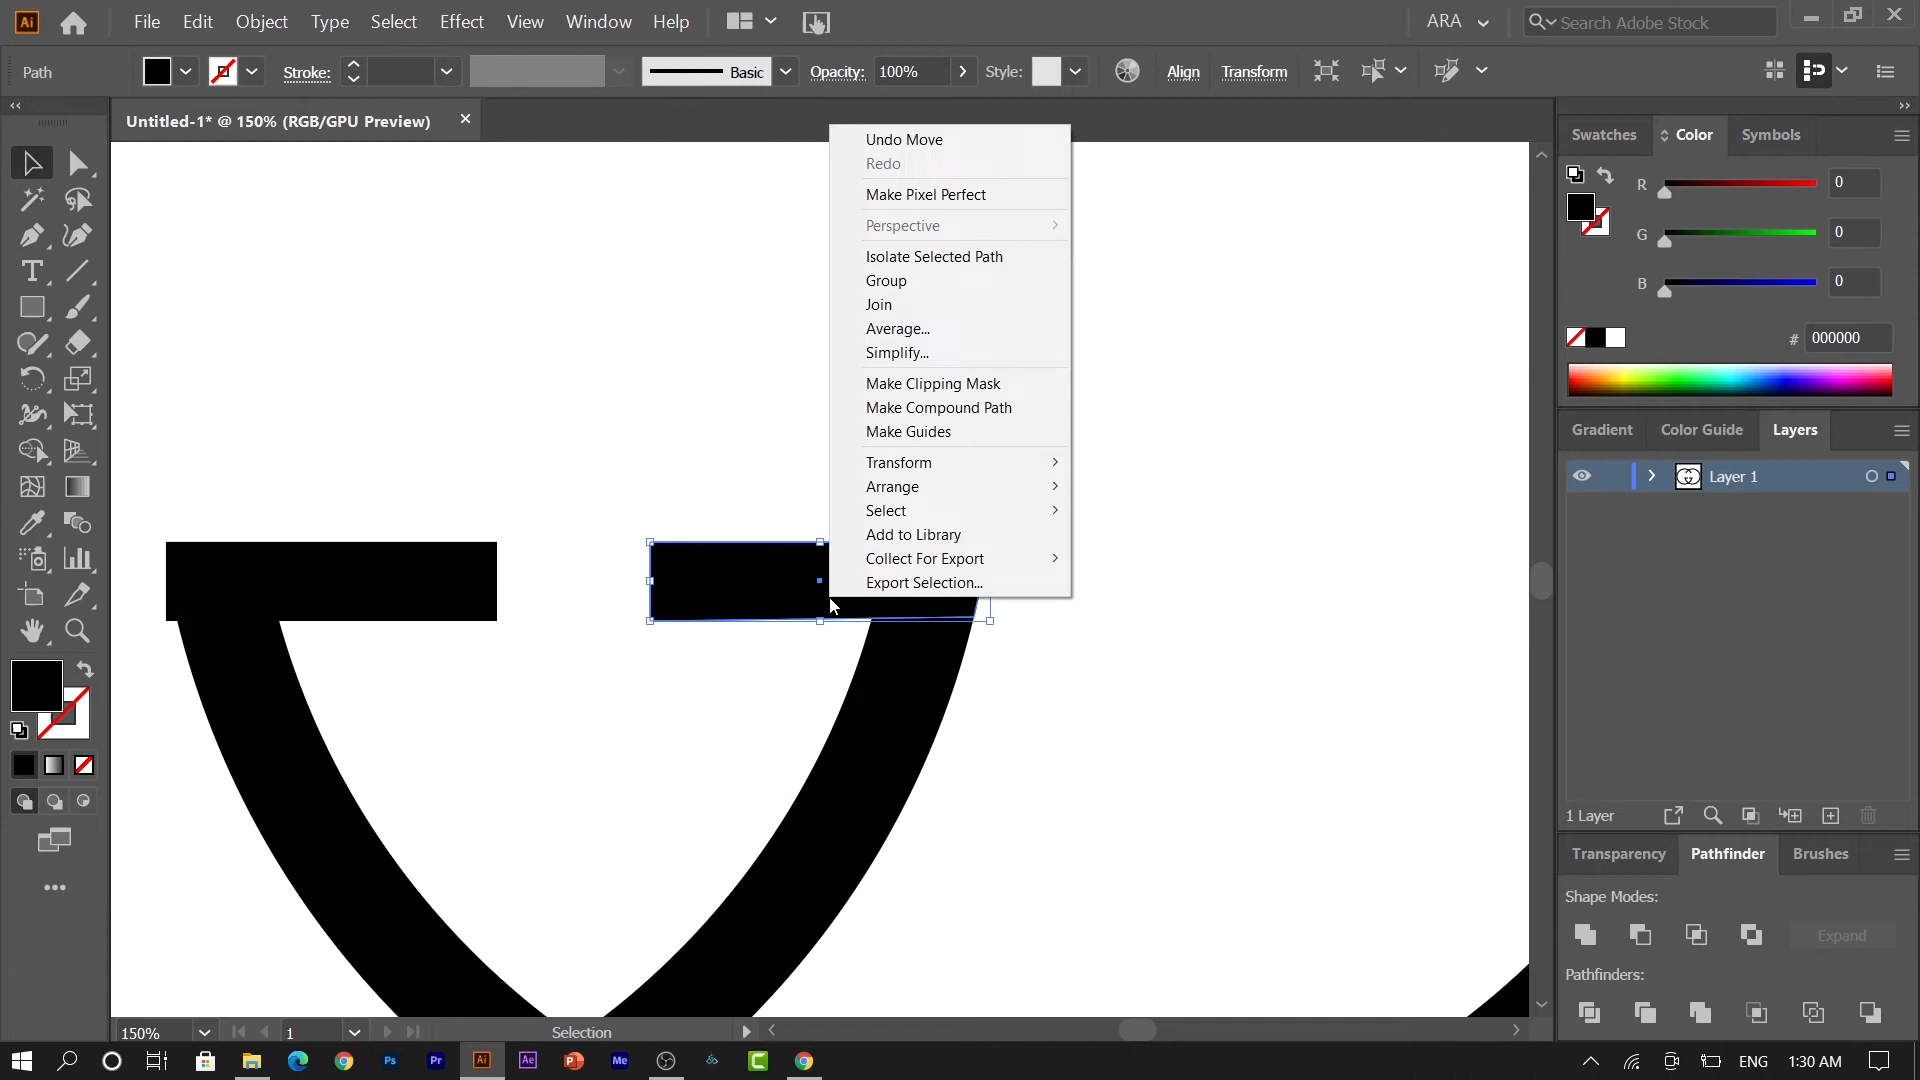 Ai File Edit Object Type Select Effect View Window Help ARA Search Adobe Stock
Path Stroke: Basic Opacity: 100% Style: Align Transform
Untitled-1* @ 150% (RGB/GPU Preview)
Undo Move
Redo
Make Pixel Perfect
Perspective
Isolate Selected Path
Group
Join
Average...
Simplify...
Make Clipping Mask
Make Compound Path
Make Guides
Transform
Arrange
Select
Add to Library
Collect For Export
Export Selection...
Swatches Color Symbols
R 0
G 0
B 0
# 000000
Gradient Color Guide Layers
Layer 1
1 Layer
Transparency Pathfinder Brushes
Shape Modes:
Expand
Pathfinders:
150% 1 Selection
Ps Pr Ai Ae P Me C ENG 1:30 AM